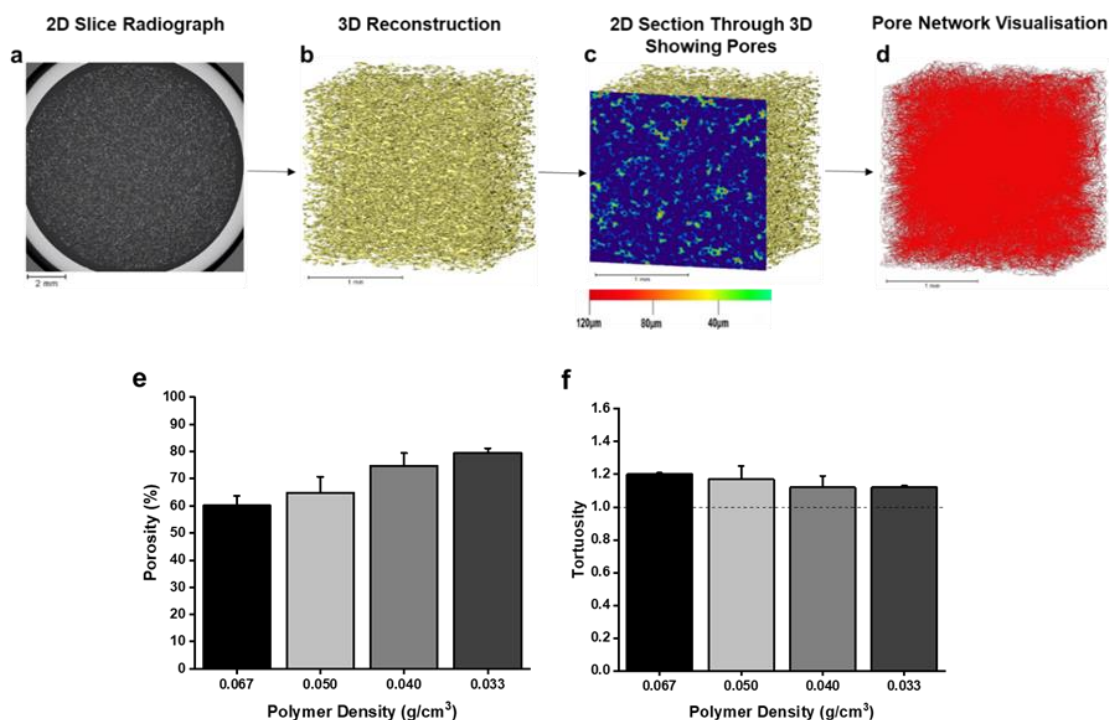 2D Slice Radiograph
3D Reconstruction
2D Section Through 3D
Showing Pores
Pore Network Visualisation
a
b
c
d
2 mm
1 mm
1 mm
1 mm
120µm
80µm
40µm
e
100
90
80
70
60
50
40
30
20
10
0
Porosity (%)
0.067
0.050
0.040
0.033
Polymer Density (g/cm³)
f
1.6
1.4
1.2
1.0
0.8
0.6
0.4
0.2
0.0
Tortuosity
0.067
0.050
0.040
0.033
Polymer Density (g/cm³)